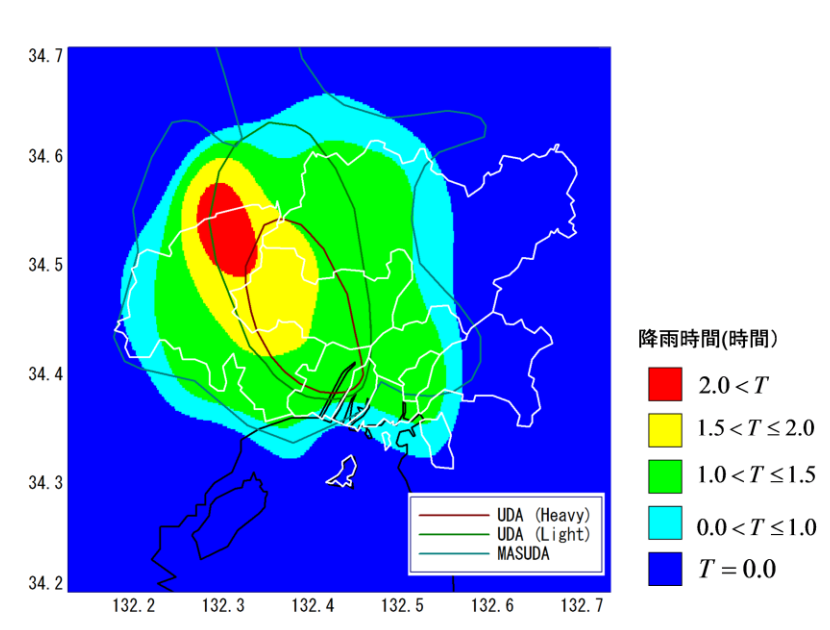 34.7
34.6
34.5
34.4
34.3
34.2
132.2 132.3 132.4 132.5 132.6 132.7
UDA (Heavy)
UDA (Light)
MASUDA
降雨時間(時間)
2.0 < T
1.5 < T ≤ 2.0
1.0 < T ≤ 1.5
0.0 < T ≤ 1.0
T = 0.0